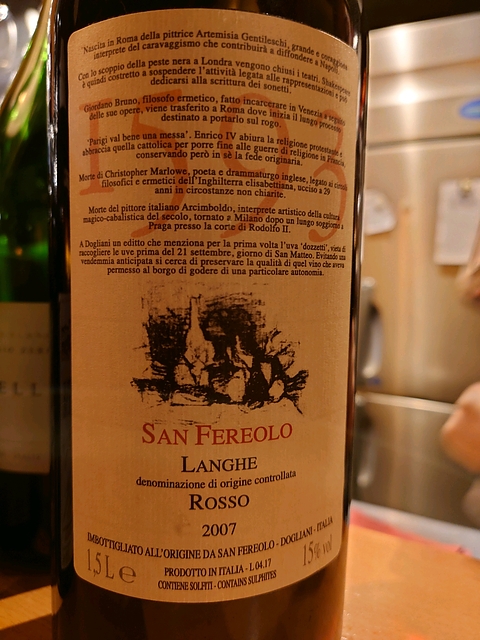 "Nascita in Roma della pittrice Artemisia Gentileschi, grande e coraggiosa
interprete del caravaggismo che contribuirà a diffondere a Napoli.
Con lo scoppio della peste nera a Londra vengono chiusi i teatri. Shakespeare
è quindi costretto a sospendere l'attività legate alle rappresentazioni e può
dedicarsi alla scrittura dei sonetti.
Giordano Bruno, filosofo ermetico, fatto incarcerare in Venezia a seguito
delle sue opere, viene trasferito a Roma dove inizia il lungo processo
destinato a portarlo sul rogo.
"Parigi val bene una messa". Enrico IV abiura la religione protestante e
abbraccia quella cattolica per porre fine alle guerre di religione in Francia,
conservando però in sè la fede originaria.
Morte di Christopher Marlowe, poeta e drammaturgo inglese, legato ai circoli
filosofici e ermetici dell'Inghilterra elisabettiana, ucciso a 29
anni in circostanze non chiarite.
Morte del pittore italiano Arcimboldo, interprete artistico della cultura
magico-cabalistica del secolo, tornato a Milano dopo un lungo soggiorno a
Praga presso la corte di Rodolfo II.
A Dogliani un editto che menziona per la prima volta l'uva 'dozzetti', vieta di
raccogliere le uve prima del 21 settembre, giorno di San Matteo. Evitando una
vendemmia anticipata si cerca di preservare la qualità di quel vino che aveva
permesso al borgo di godere di una particolare autonomia.
1593
SAN FEREOLO
LANGHE
denominazione di origine controllata
ROSSO
2007
IMBOTTIGLIATO ALL'ORIGINE DA SAN FEREOLO - DOGLIANI - ITALIA
1,5L e 15% vol
PRODOTTO IN ITALIA - L 04.17
CONTIENE SOLFITI - CONTAINS SULPHITES
ELL